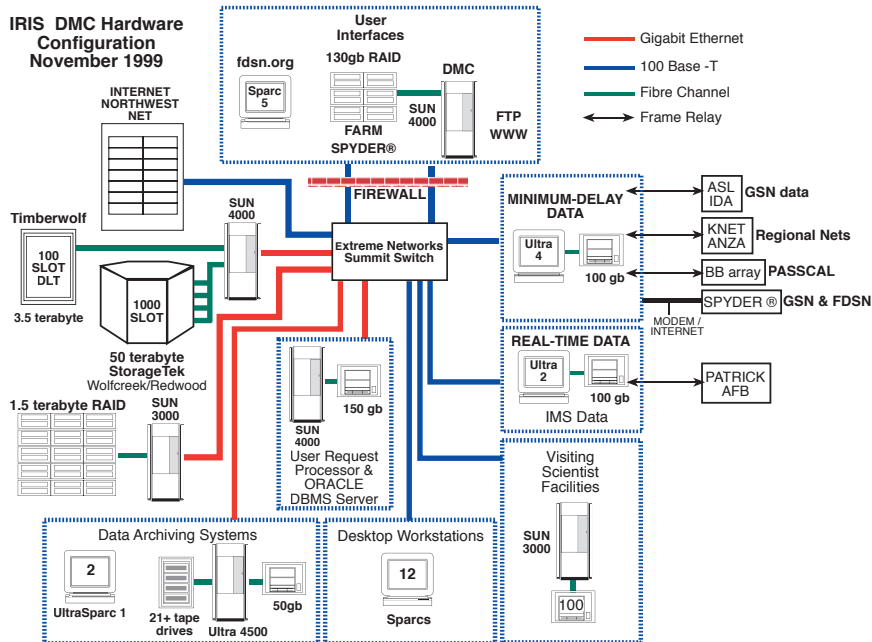 IRIS DMC Hardware
Configuration
November 1999
User
Interfaces
fdsn.org
130gb RAID
DMC
Sparc
5
SUN
4000
FARM
SPYDER®
FTP
WWW
Gigabit Ethernet
100 Base -T
Fibre Channel
Frame Relay
INTERNET
NORTHWEST
NET
FIREWALL
Timberwolf
SUN
4000
100
SLOT
DLT
3.5 terabyte
1000
SLOT
50 terabyte
StorageTek
Wolfcreek/Redwood
Extreme Networks
Summit Switch
MINIMUM-DELAY
DATA
Ultra
4
100 gb
ASL
IDA
GSN data
KNET
ANZA
Regional Nets
BB array
PASSCAL
SPYDER ®
GSN & FDSN
MODEM /
INTERNET
REAL-TIME DATA
Ultra
2
100 gb
IMS Data
PATRICK
AFB
1.5 terabyte RAID
SUN
3000
SUN
4000
150 gb
User Request
Processor &
ORACLE
DBMS Server
Visiting
Scientist
Facilities
SUN
3000
100
Data Archiving Systems
2
UltraSparc 1
21+ tape
drives
Ultra 4500
50gb
Desktop Workstations
12
Sparcs